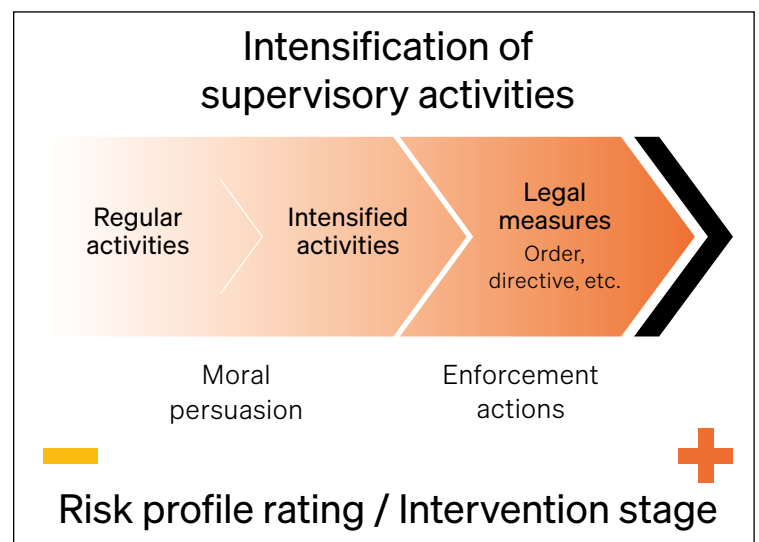 Intensification of
supervisory activities
Regular
activities
Intensified
activities
Legal
measures
Order,
directive, etc.
Moral
persuasion
Enforcement
actions
Risk profile rating / Intervention stage